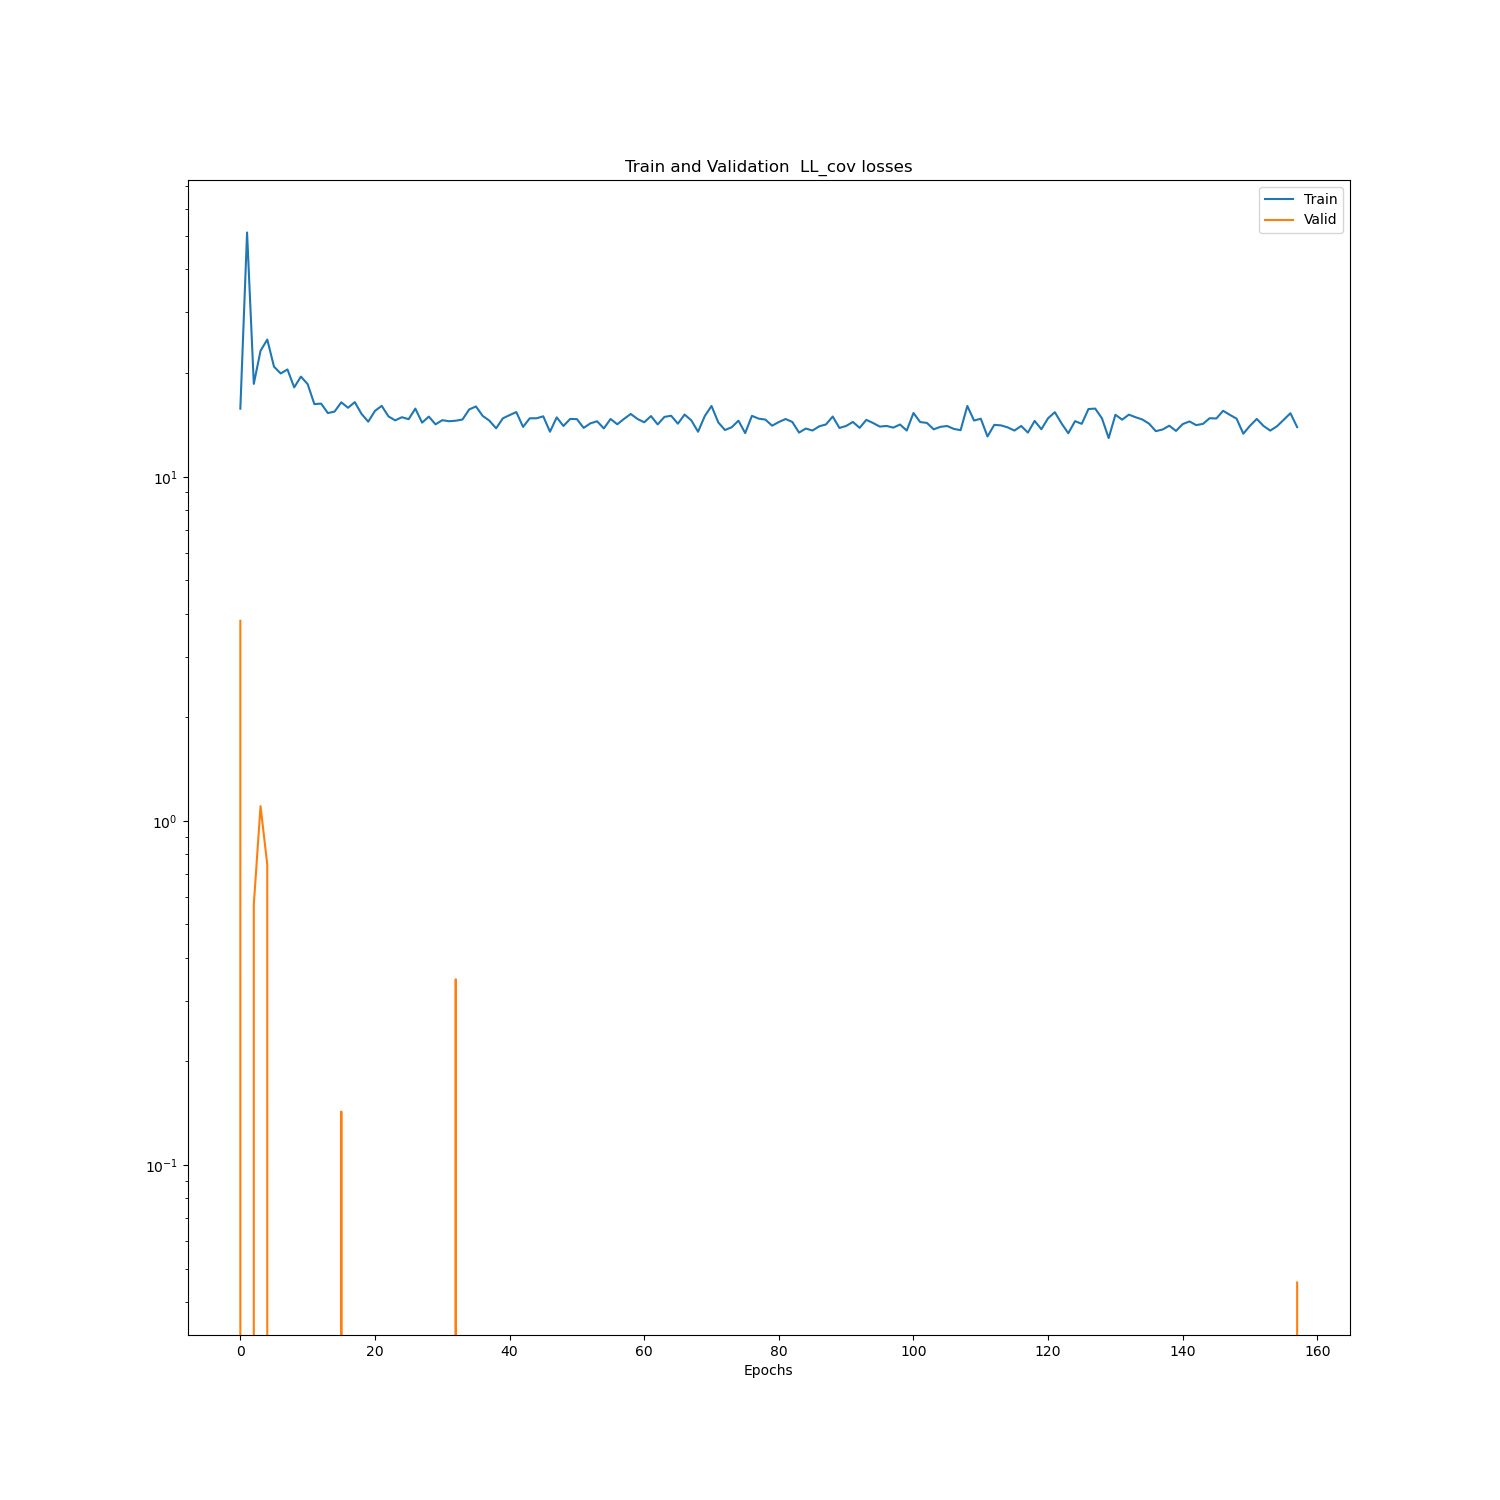 Train and Validation  LL_cov losses
Train
Valid
10¹
10⁰
10⁻¹
0 20 40 60 80 100 120 140 160
Epochs